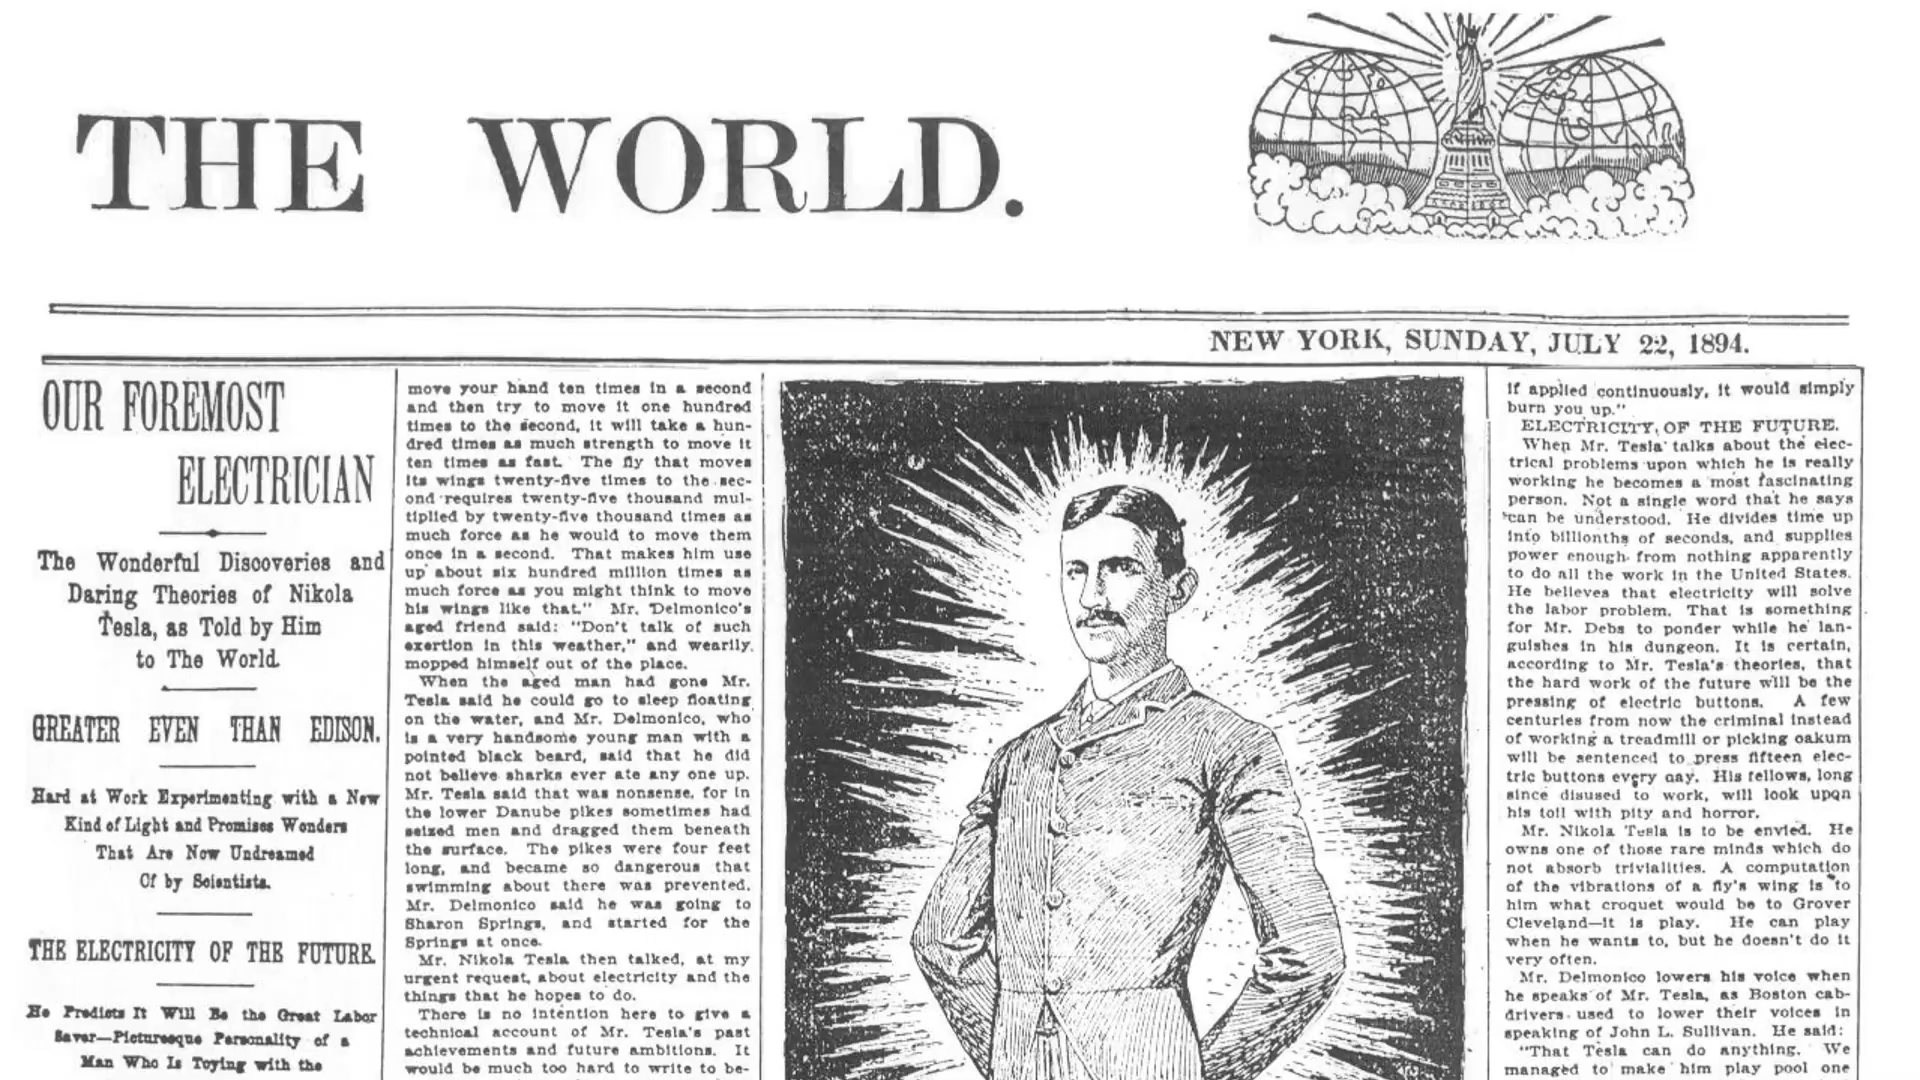 THE WORLD.
NEW YORK, SUNDAY, JULY 22, 1894.
OUR FOREMOST
ELECTRICIAN
The Wonderful Discoveries and
Daring Theories of Nikola
Tesla, as Told by Him
to The World.
GREATER EVEN THAN EDISON.
Hard at Work Experimenting with a New
Kind of Light and Promises Wonders
That Are Now Undreamed
Of by Scientists.
THE ELECTRICITY OF THE FUTURE.
He Predicts It Will Be the Great Labor
Saver—Picturesque Personality of a
Man Who Is Toying with the
move your hand ten times in a second
and then try to move it one hundred
times to the second, it will take a hun-
dred times as much strength to move it
ten times as fast. The fly that moves
its wings twenty-five times to the sec-
ond requires twenty-five thousand mul-
tiplied by twenty-five thousand times as
much force as he would to move them
once in a second. That makes him use
up about six hundred million times as
much force as you might think to move
his wings like that." Mr. Delmonico's
aged friend said: "Don't talk of such
exertion in this weather," and wearily
mopped himself out of the place.
When the aged man had gone Mr.
Tesla said he could go to sleep floating
on the water, and Mr. Delmonico, who
is a very handsome young man with a
pointed black beard, said that he did
not believe sharks ever ate any one up.
Mr. Tesla said that was nonsense, for in
the lower Danube pikes sometimes had
seized men and dragged them beneath
the surface. The pikes were four feet
long, and became so dangerous that
swimming about there was prevented.
Mr. Delmonico said he was going to
Sharon Springs, and started for the
Springs at once.
Mr. Nikola Tesla then talked, at my
urgent request, about electricity and the
things that he hopes to do.
There is no intention here to give a
technical account of Mr. Tesla's past
achievements and future ambitions. It
would be much too hard to write to be-
if applied continuously, it would simply
burn you up."
ELECTRICITY OF THE FUTURE.
When Mr. Tesla talks about the elec-
trical problems upon which he is really
working he becomes a most fascinating
person. Not a single word that he says
can be understood. He divides time up
into billionths of seconds, and supplies
power enough from nothing apparently
to do all the work in the United States.
He believes that electricity will solve
the labor problem. That is something
for Mr. Debs to ponder while he lan-
guishes in his dungeon. It is certain,
according to Mr. Tesla's theories, that
the hard work of the future will be the
pressing of electric buttons. A few
centuries from now the criminal instead
of working a treadmill or picking oakum
will be sentenced to press fifteen elec-
tric buttons every day. His fellows, long
since disused to work, will look upon
his toil with pity and horror.
Mr. Nikola Tesla is to be envied. He
owns one of those rare minds which do
not absorb trivialities. A computation
of the vibrations of a fly's wing is to
him what croquet would be to Grover
Cleveland—it is play. He can play
when he wants to, but he doesn't do it
very often.
Mr. Delmonico lowers his voice when
he speaks of Mr. Tesla, as Boston cab-
drivers used to lower their voices in
speaking of John L. Sullivan. He said:
"That Tesla can do anything. We
managed to make him play pool one